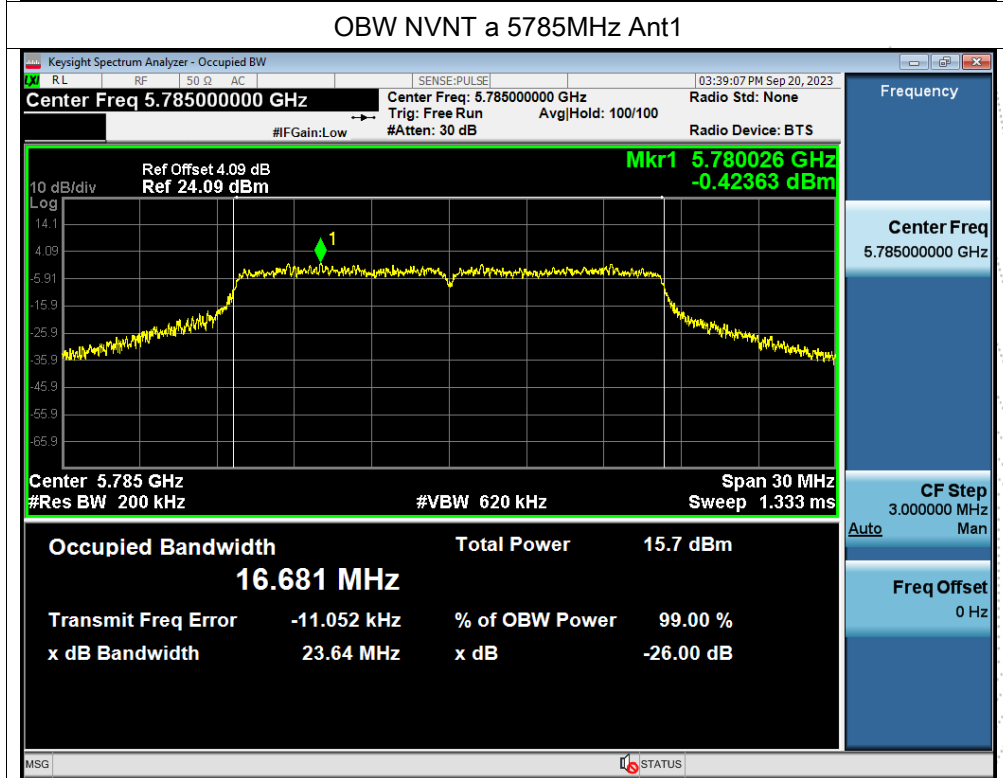 OBW NVNT a 5785MHz Ant1
Keysight Spectrum Analyzer - Occupied BW
LXI RL RF 50 Ω AC SENSE:PULSE 03:39:07 PM Sep 20, 2023
Center Freq 5.785000000 GHz Center Freq: 5.785000000 GHz Radio Std: None
Trig: Free Run Avg|Hold: 100/100
#IFGain:Low #Atten: 30 dB Radio Device: BTS
Mkr1 5.780026 GHz
-0.42363 dBm
Ref Offset 4.09 dB
10 dB/div Ref 24.09 dBm
Log
14.1
1
4.09
-5.91
-15.9
-25.9
-35.9
-45.9
-55.9
-65.9
Center 5.785 GHz Span 30 MHz
#Res BW 200 kHz #VBW 620 kHz Sweep 1.333 ms
Occupied Bandwidth Total Power 15.7 dBm
16.681 MHz
Transmit Freq Error -11.052 kHz % of OBW Power 99.00 %
x dB Bandwidth 23.64 MHz x dB -26.00 dB
Frequency
Center Freq
5.785000000 GHz
CF Step
3.000000 MHz
Auto Man
Freq Offset
0 Hz
MSG STATUS